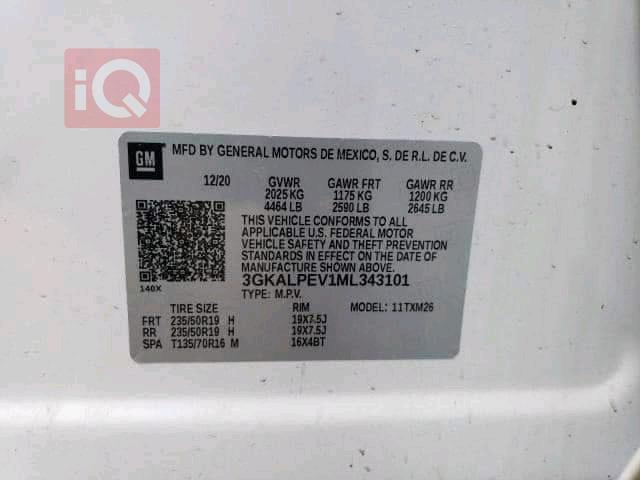 iQ
GM MFD BY GENERAL MOTORS DE MEXICO, S. DE R.L. DE C.V.
12/20 GVWR GAWR FRT GAWR RR
2025 KG 1175 KG 1200 KG
4464 LB 2590 LB 2645 LB
THIS VEHICLE CONFORMS TO ALL
APPLICABLE U.S. FEDERAL MOTOR
VEHICLE SAFETY AND THEFT PREVENTION
STANDARDS IN EFFECT ON THE DATE OF
MANUFACTURE SHOWN ABOVE.
3GKALPEV1ML343101
140X TYPE: M.P.V.
TIRE SIZE RIM MODEL: 11TXM26
FRT 235/50R19 H 19X7.5J
RR 235/50R19 H 19X7.5J
SPA T135/70R16 M 16X4BT